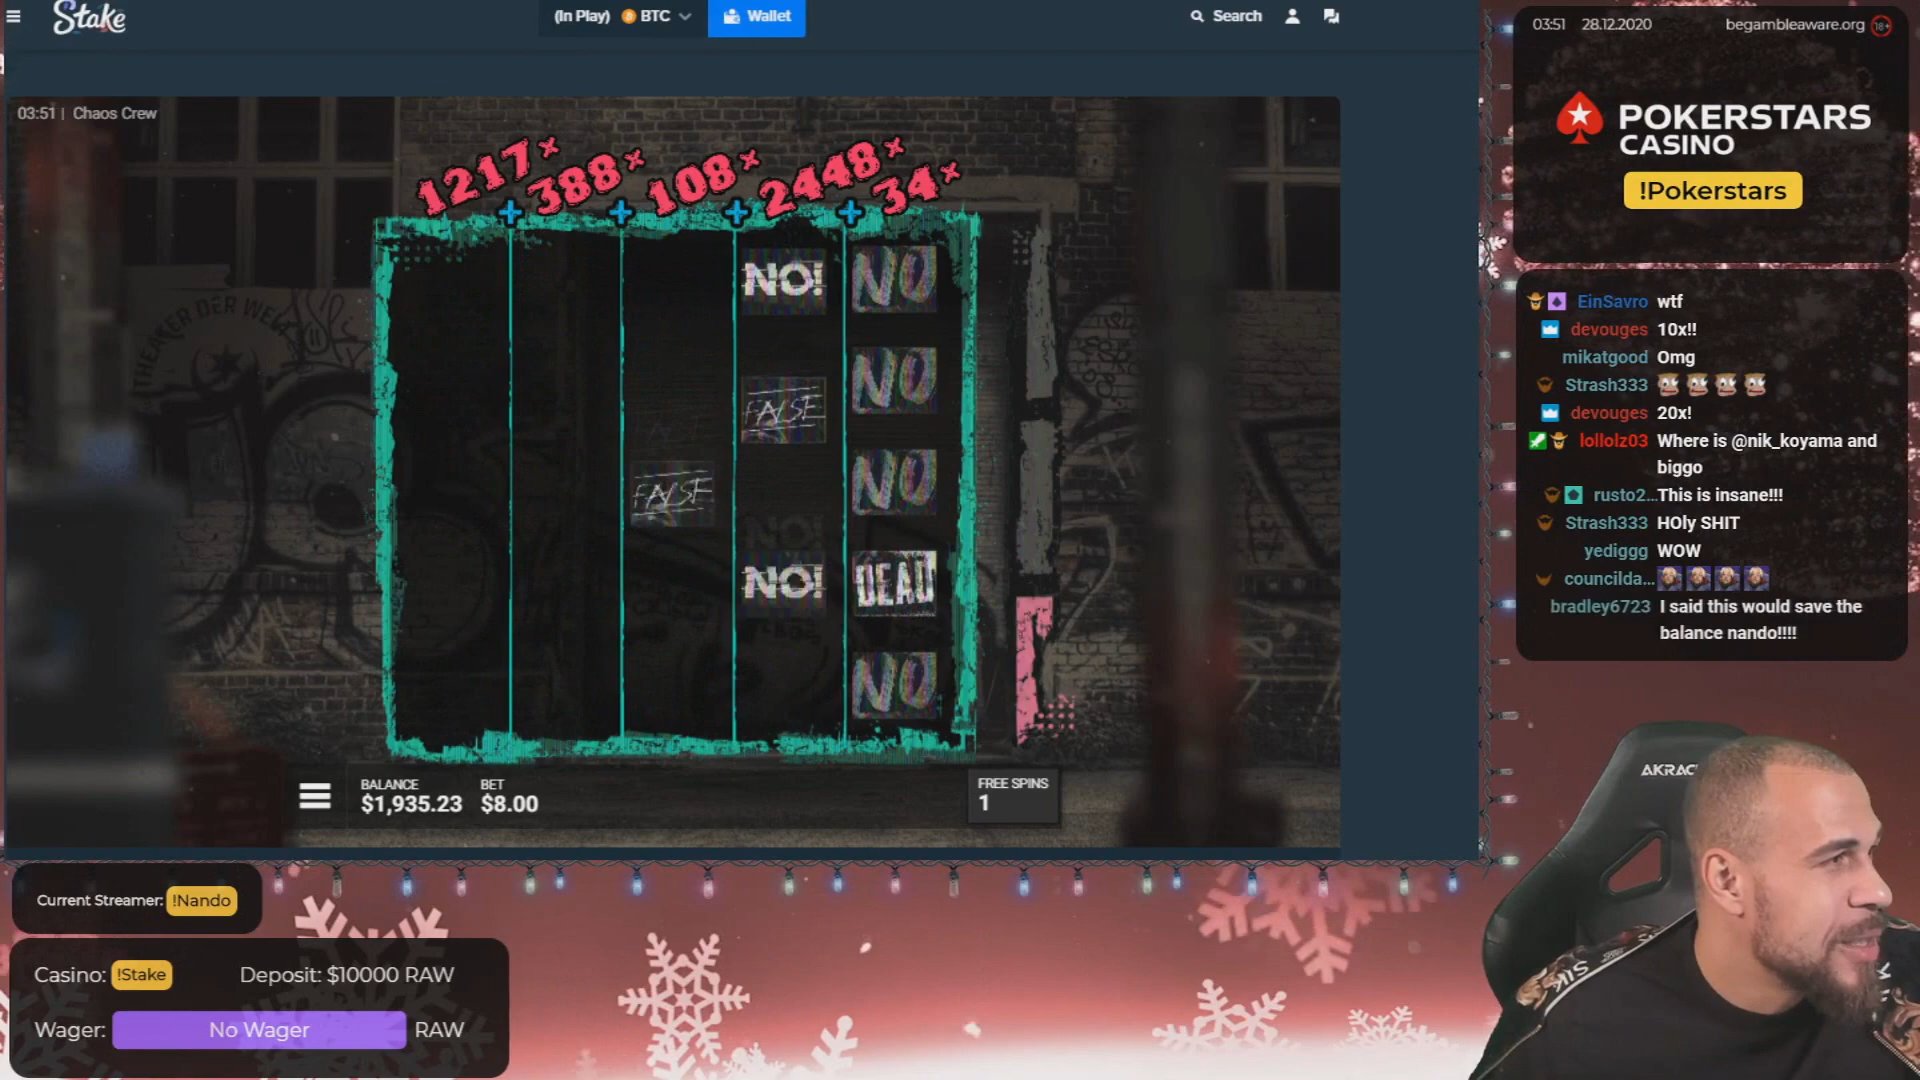 Stake
(In Play) BTC
Wallet
Search
03:51 | Chaos Crew
1217× 388× 108× 2448× 34×
THEAKER DER WELT
NO! NO
NO
FALSE
FALSE NO
NO! DEAD
NO
BALANCE
$1,935.23
BET
$8.00
FREE SPINS
1
Current Streamer: !Nando
Casino: !Stake Deposit: $10000 RAW
Wager: No Wager RAW
03:51 28.12.2020 begambleaware.org 18+
POKERSTARS
CASINO
!Pokerstars
EinSavro wtf
devouges 10x!!
mikatgood Omg
Strash333
devouges 20x!
lollolz03 Where is @nik_koyama and
biggo
rusto2... This is insane!!!
Strash333 HOly SHIT
yediggg WOW
councilda...
bradley6723 I said this would save the
balance nando!!!!